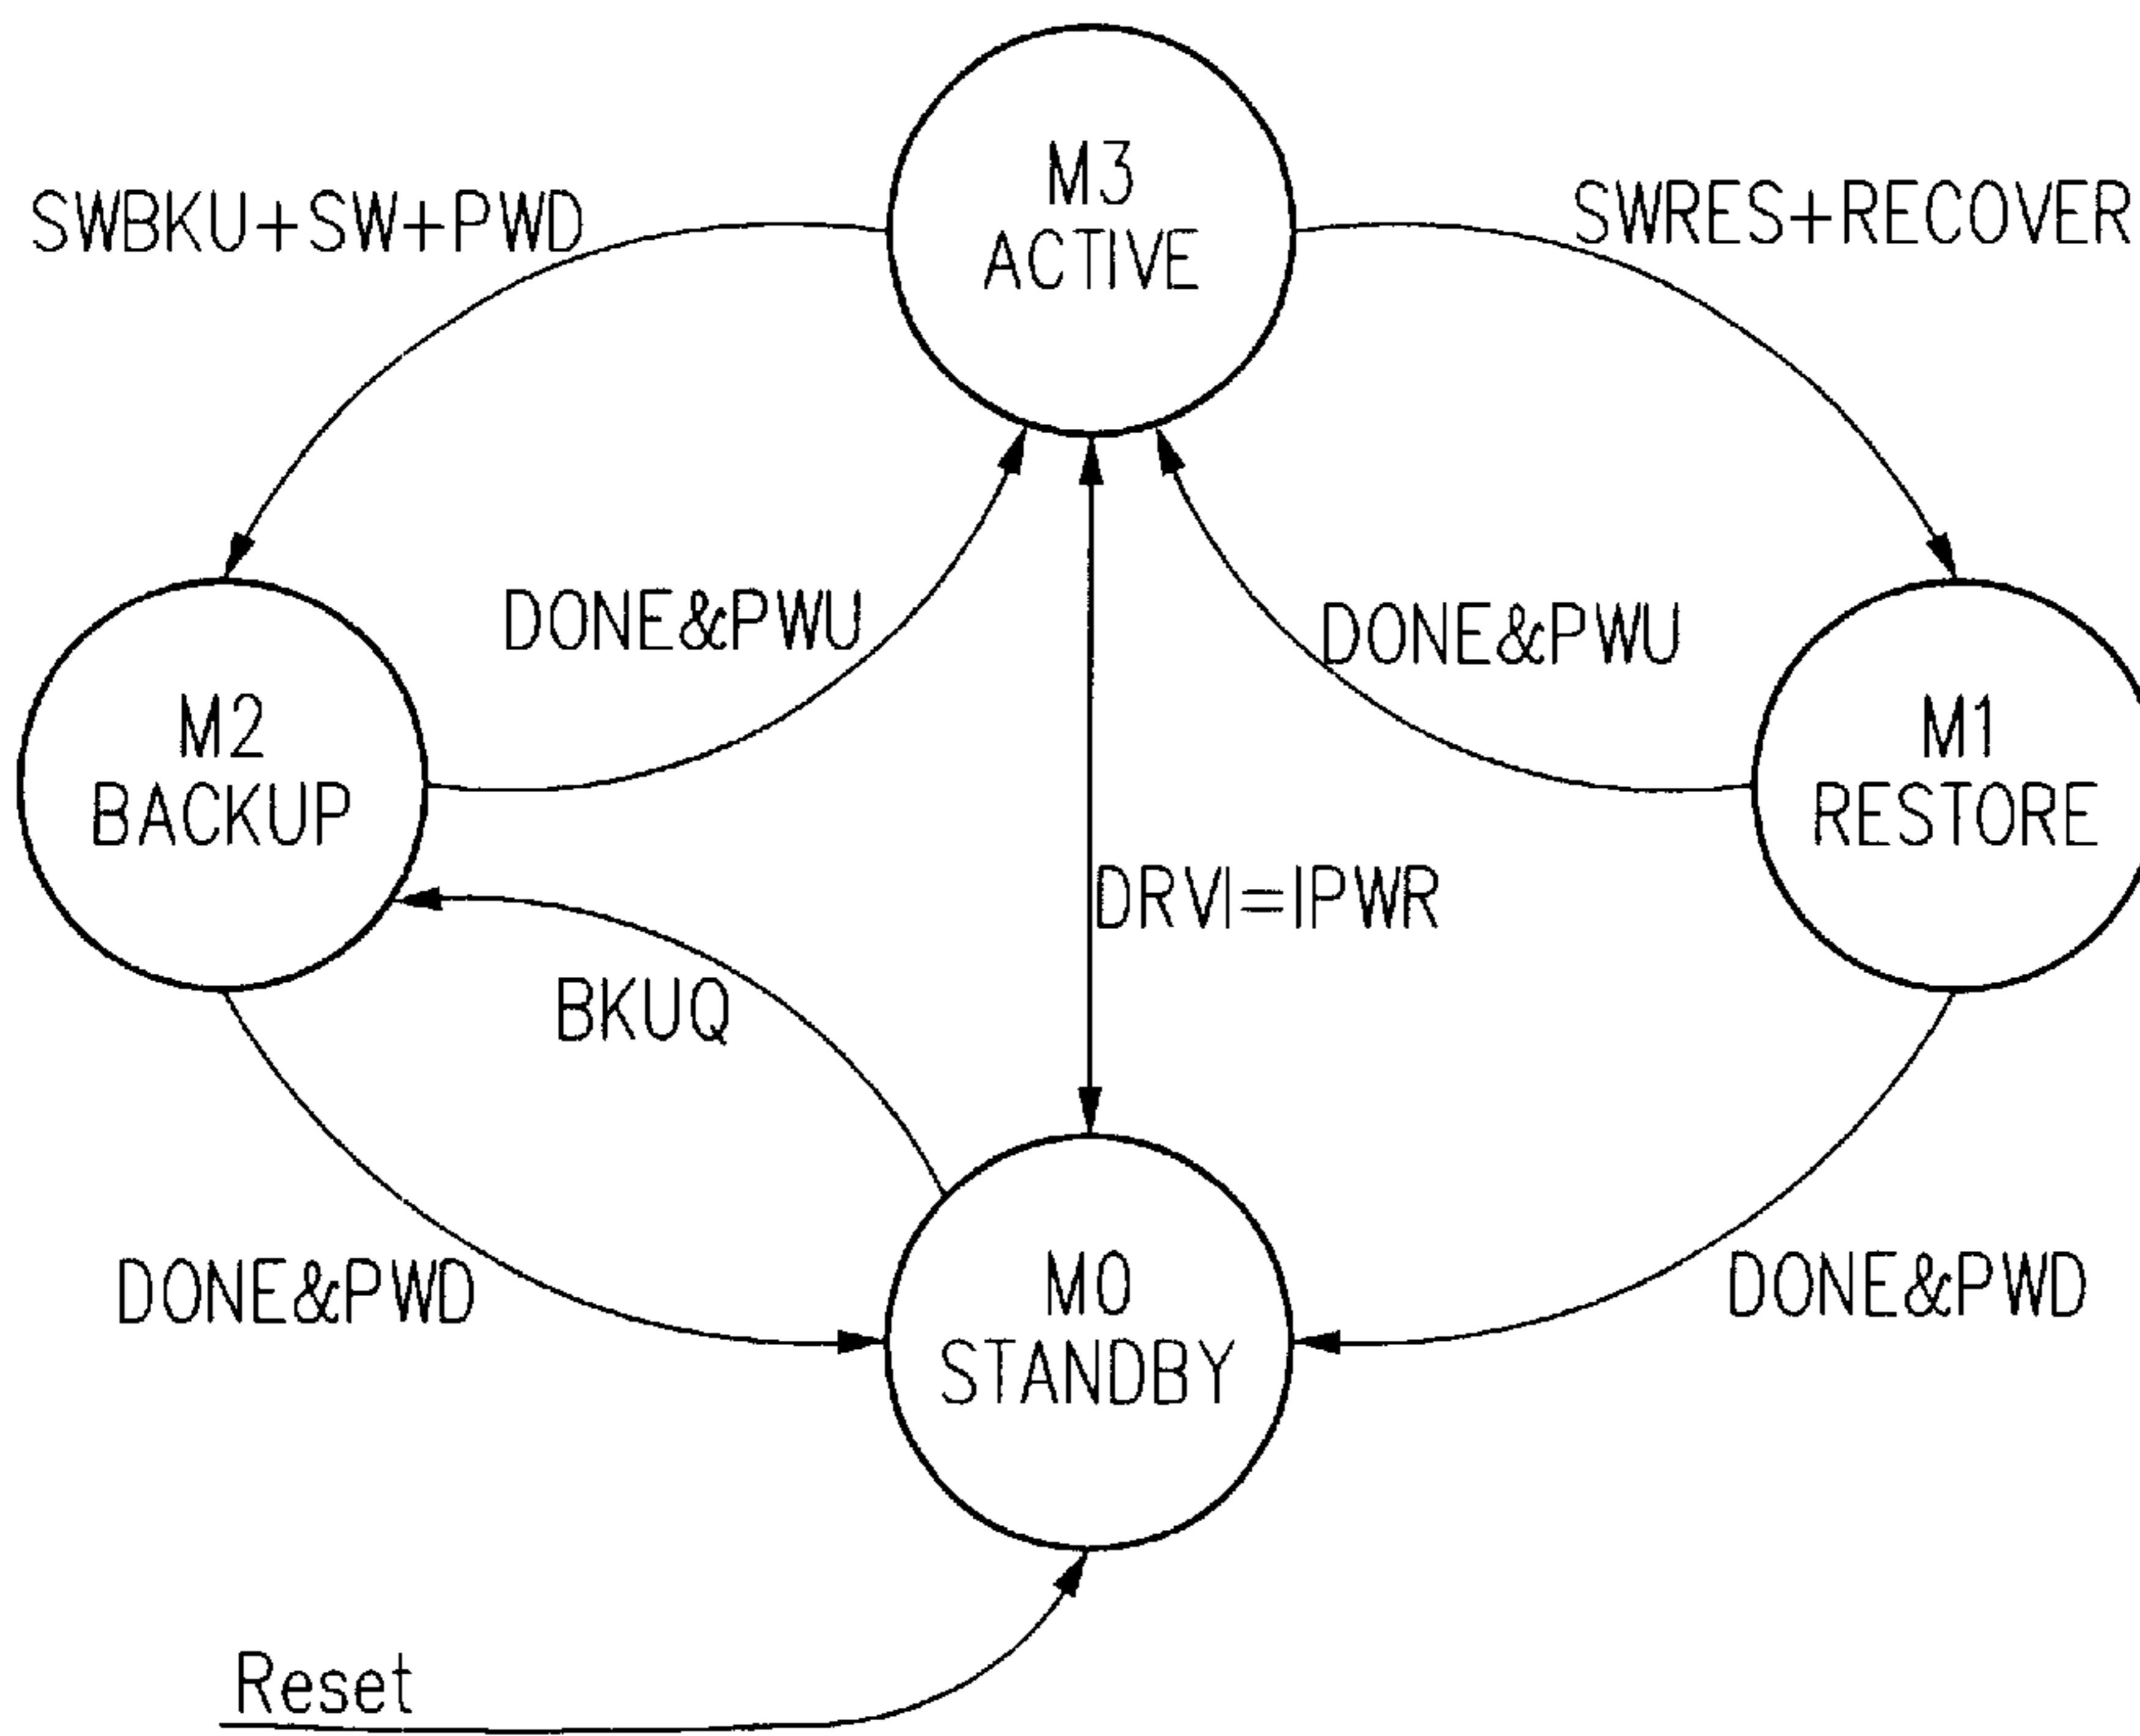 M3
ACTIVE
SWBKU+SW+PWD
SWRES+RECOVER
DONE&PWU
DONE&PWU
M2
BACKUP
M1
RESTORE
DRVI=IPWR
BKUQ
M0
STANDBY
DONE&PWD
DONE&PWD
Reset